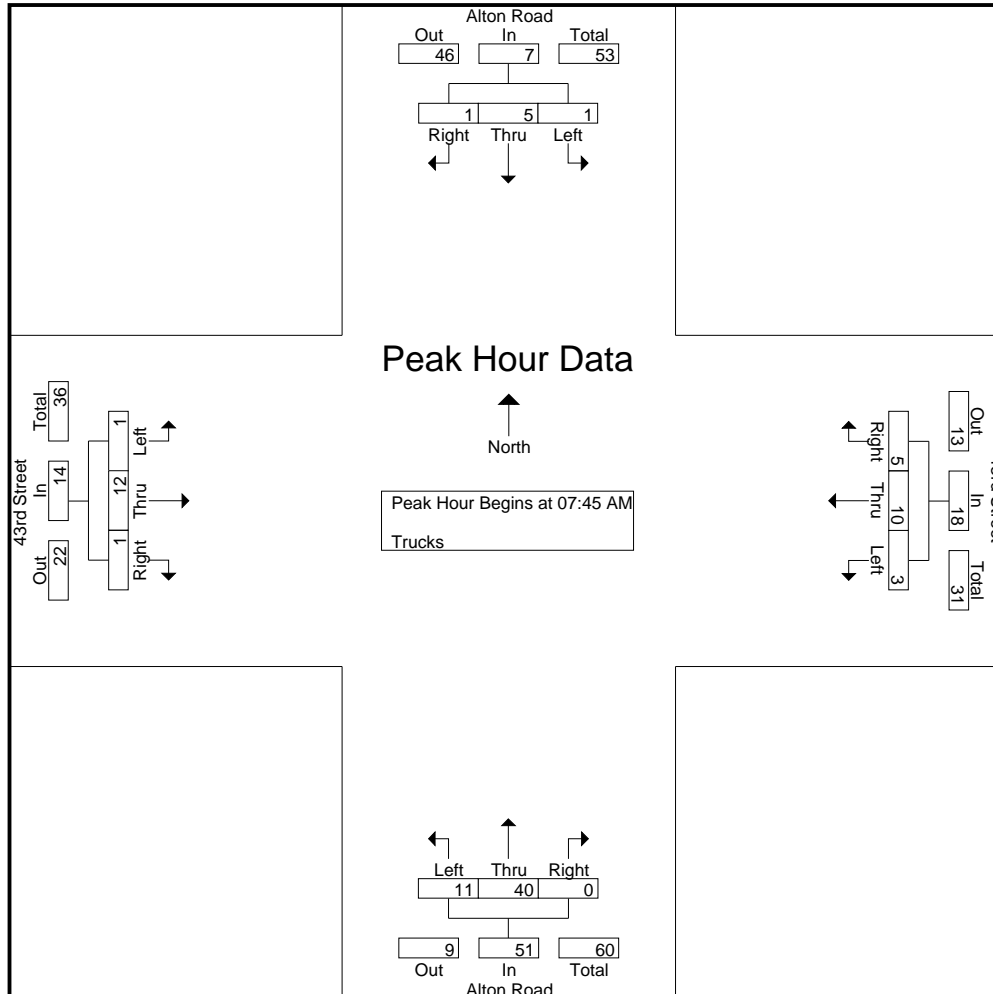 Alton Road
Out In Total
46 7 53
1 5 1
Right Thru Left
Peak Hour Data
North
Peak Hour Begins at 07:45 AM
Trucks
43rd Street
Total In Out
36 14 22
1 12 1
Left Thru Right
Right Thru Left
5 10 3
13 18 31
Out In Total
Street
Left Thru Right
11 40 0
9 51 60
Out In Total
Alton Road